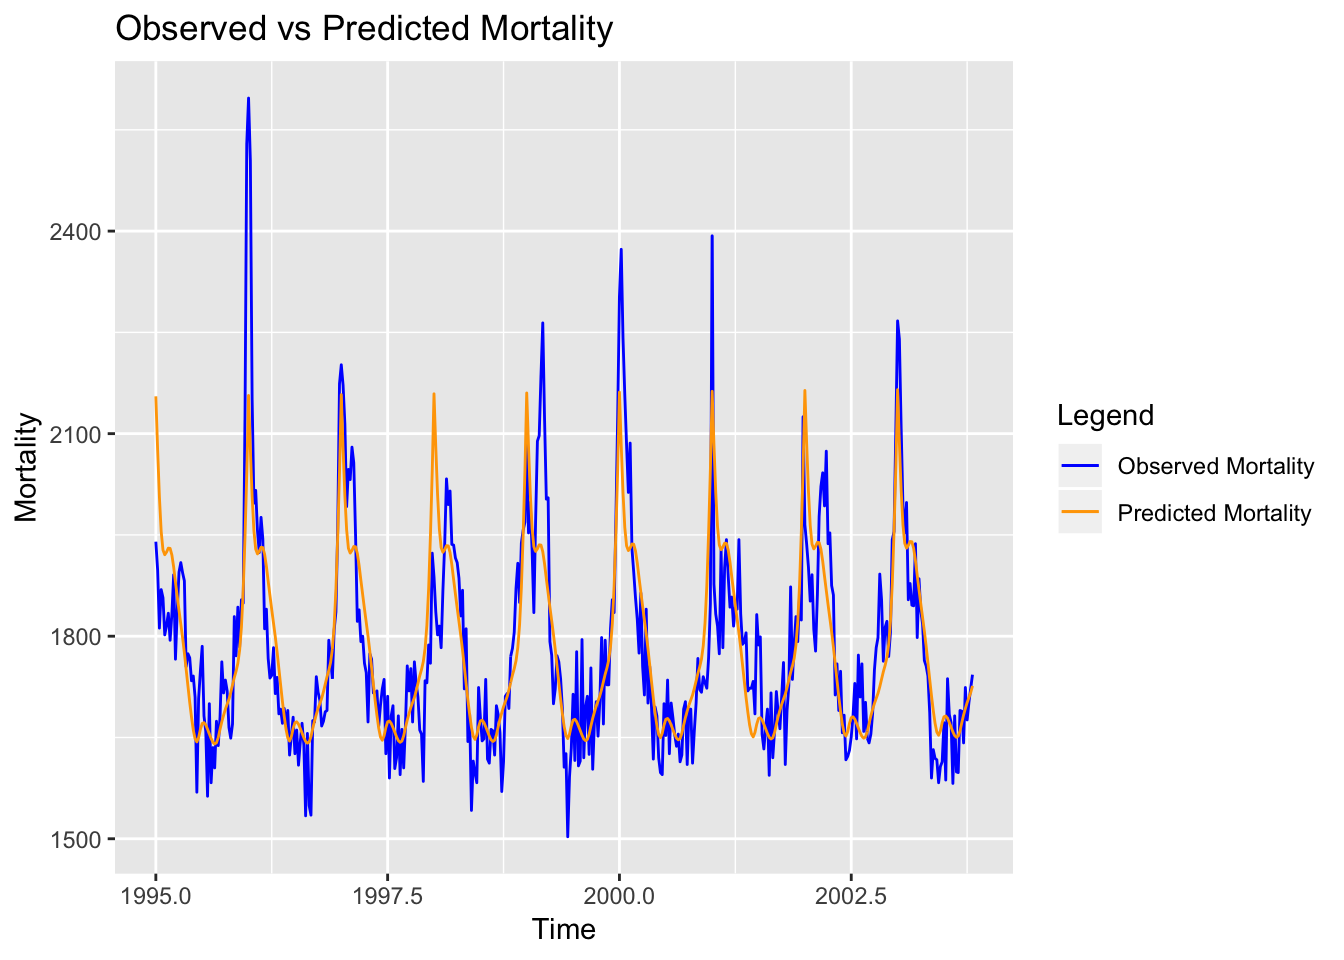 Observed vs Predicted Mortality
Mortality
2400
2100
1800
1500
1995.0
1997.5
2000.0
2002.5
Time
Legend
Observed Mortality
Predicted Mortality